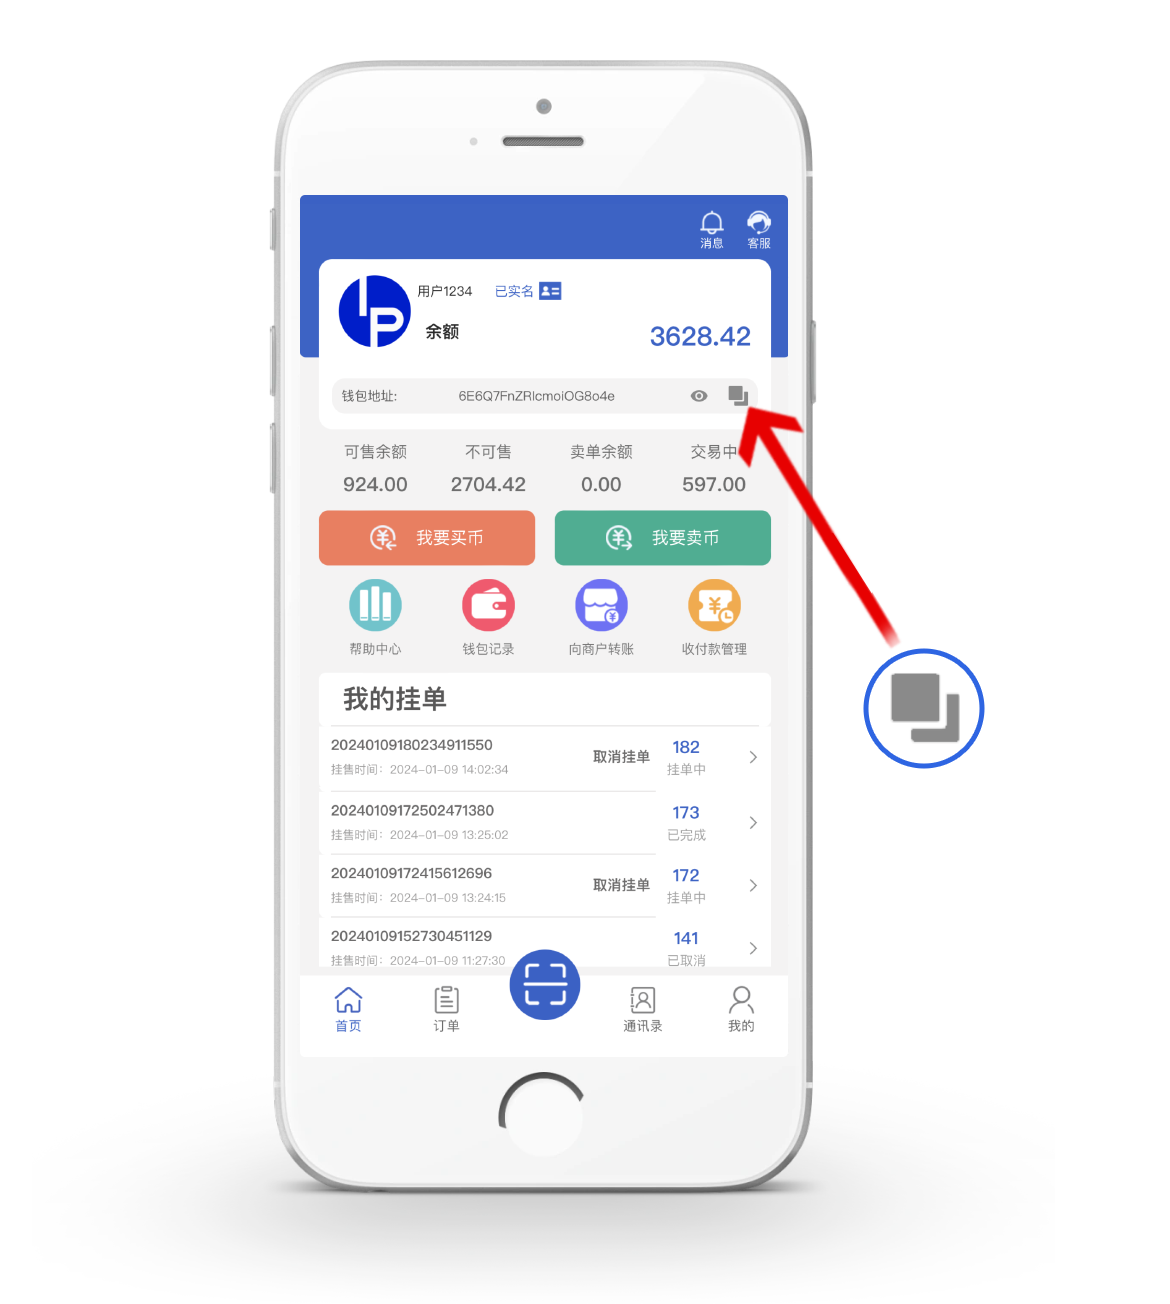 消息 客服
IP
用户1234 已实名
余额 3628.42
钱包地址: 6E6Q7FnZRlcmoiOG8o4e
可售余额 不可售 卖单余额 交易中
924.00 2704.42 0.00 597.00
我要买币 我要卖币
帮助中心 钱包记录 向商户转账 收付款管理
我的挂单
20240109180234911550 取消挂单 182
挂售时间：2024-01-09 14:02:34 挂单中
20240109172502471380 173
挂售时间：2024-01-09 13:25:02 已完成
20240109172415612696 取消挂单 172
挂售时间：2024-01-09 13:24:15 挂单中
20240109152730451129 141
挂售时间：2024-01-09 11:27:30 已取消
首页 订单 通讯录 我的